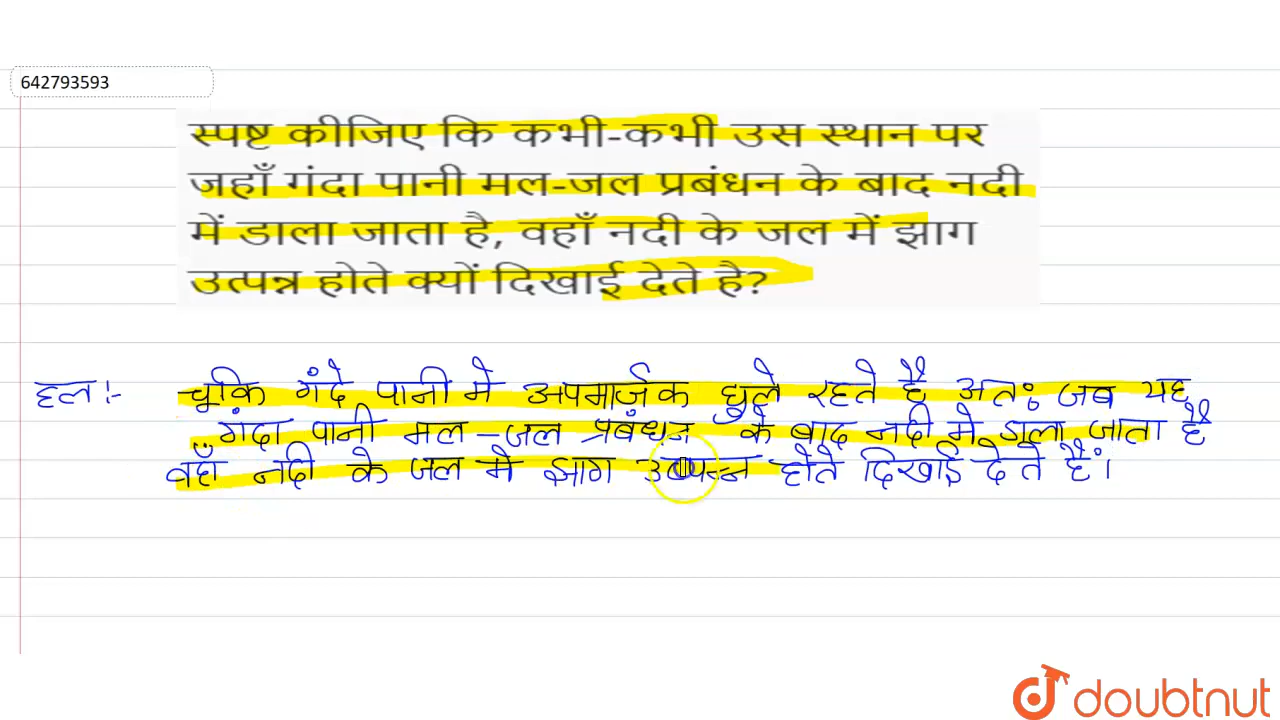 642793593
स्पष्ट कीजिए कि कभी-कभी उस स्थान पर
जहाँ गंदा पानी मल-जल प्रबंधन के बाद नदी
में डाला जाता है, वहाँ नदी के जल में झाग
उत्पन्न होते क्यों दिखाई देते है?
हल:- चूकि गंदे पानी मे अपमार्जक घुले रहते है अतः जब यह
गंदा पानी मल-जल प्रबंधन के बाद नदी मे डाला जाता है
वहाँ नदी के जल मे झाग उत्पन्न होते दिखाई देते हैं।
doubtnut